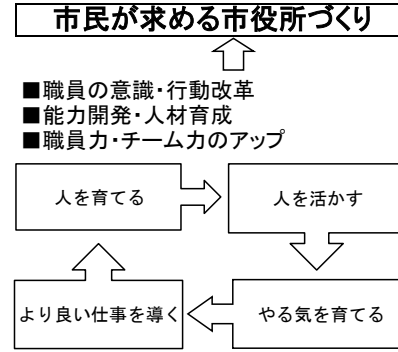 市民が求める市役所づくり
■職員の意識・行動改革
■能力開発・人材育成
■職員力・チーム力のアップ
人を育てる
人を活かす
より良い仕事を導く
やる気を育てる